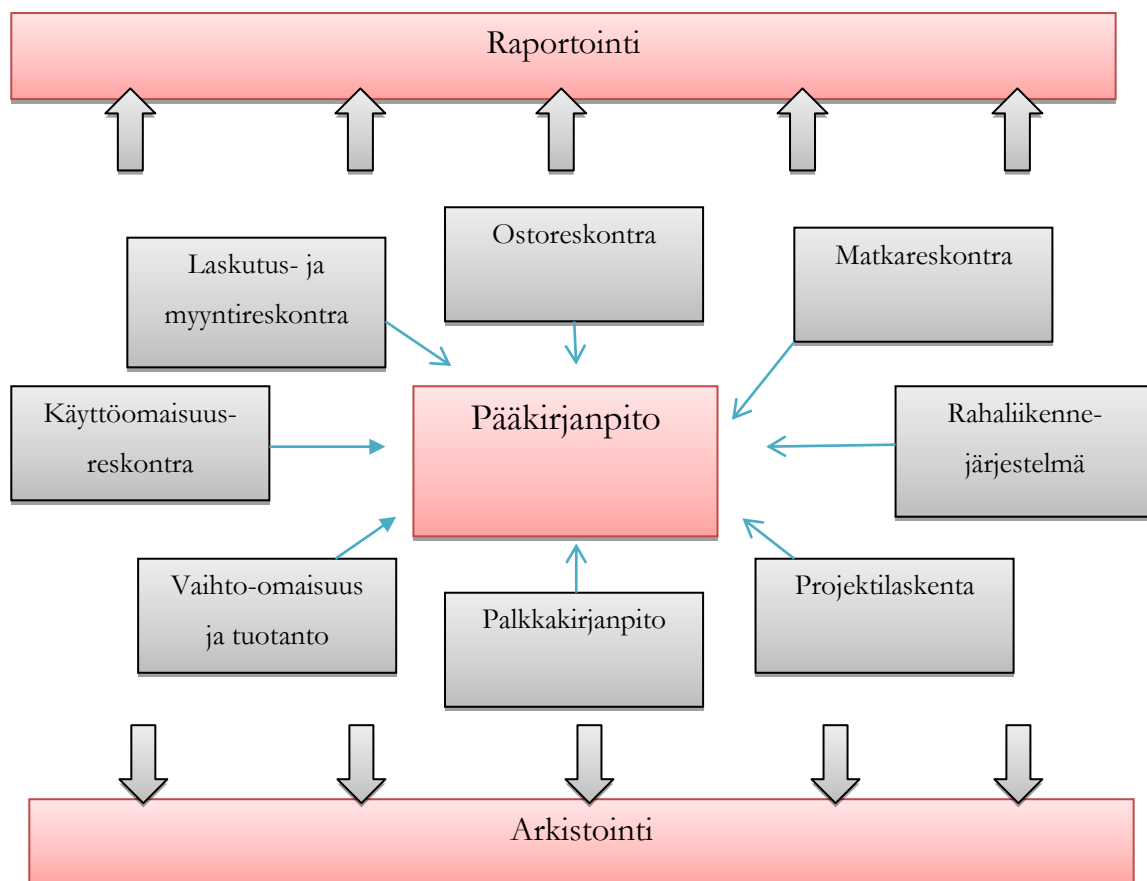 Raportointi
Ostoreskontra
Laskutus- ja
myyntireskontra
Matkareskontra
Käyttöomaisuus-
reskontra
Pääkirjanpito
Rahaliikenne-
järjestelmä
Vaihto-omaisuus
ja tuotanto
Palkkakirjanpito
Projektilaskenta
Arkistointi